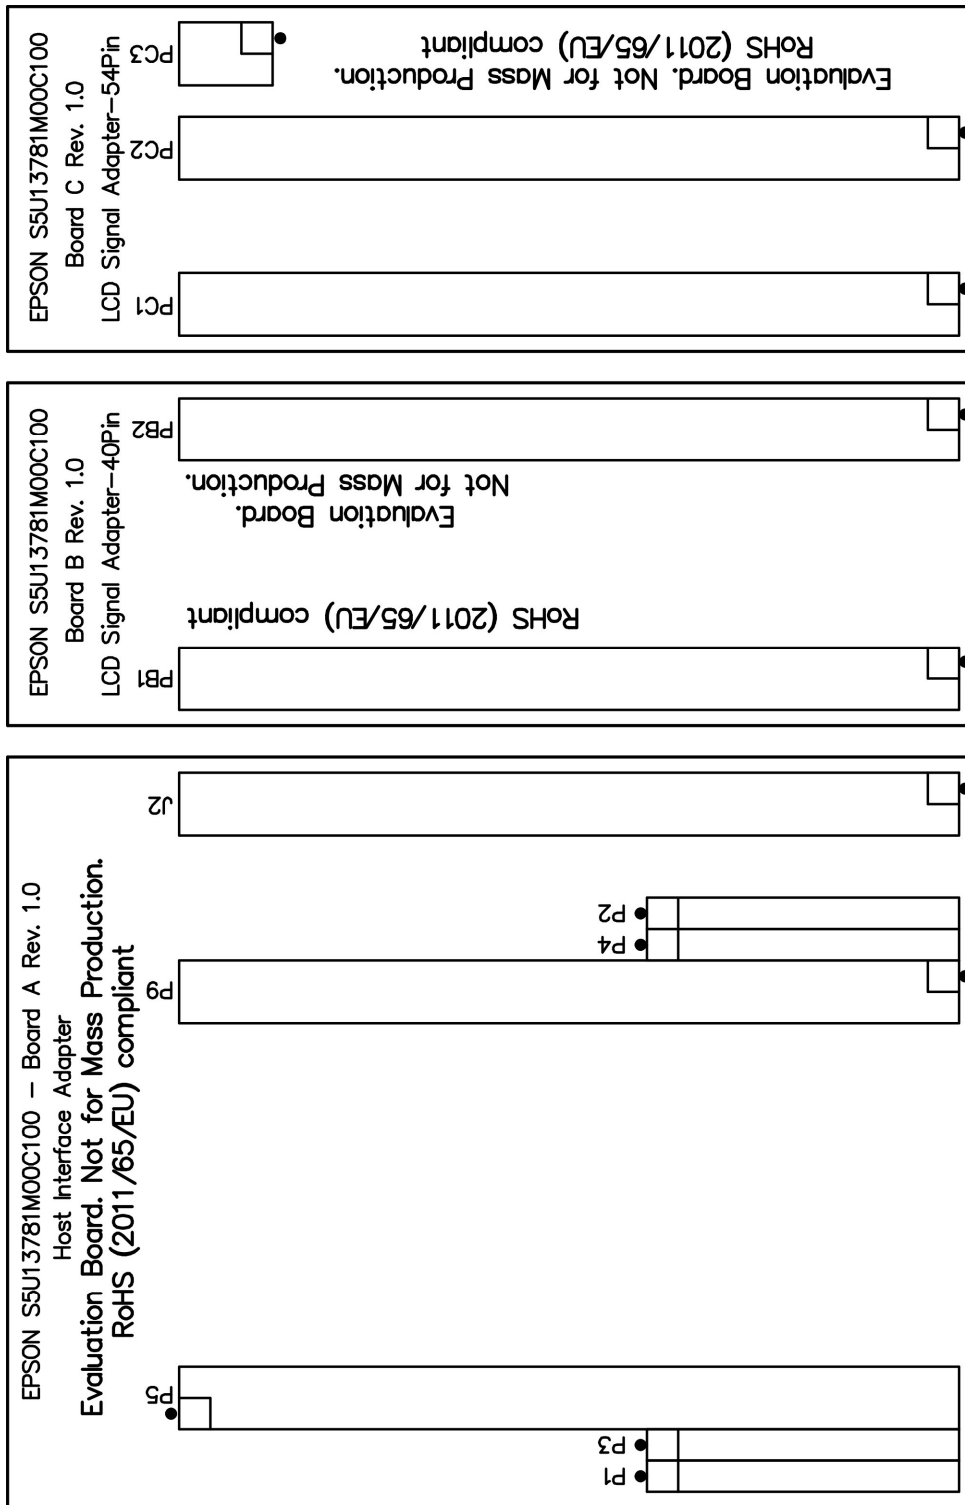 EPSON S5U13781M00C100
Board C Rev. 1.0
LCD Signal Adapter-54Pin
PC3
Evaluation Board. Not for Mass Production.
RoHS (2011/65/EU) compliant
PC2
PC1
EPSON S5U13781M00C100
Board B Rev. 1.0
LCD Signal Adapter-40Pin
PB2
Evaluation Board.
Not for Mass Production.
RoHS (2011/65/EU) compliant
PB1
EPSON S5U13781M00C100 - Board A Rev. 1.0
Host Interface Adapter
Evaluation Board. Not for Mass Production.
RoHS (2011/65/EU) compliant
J2
P2
P4
P9
P5
P3
P1